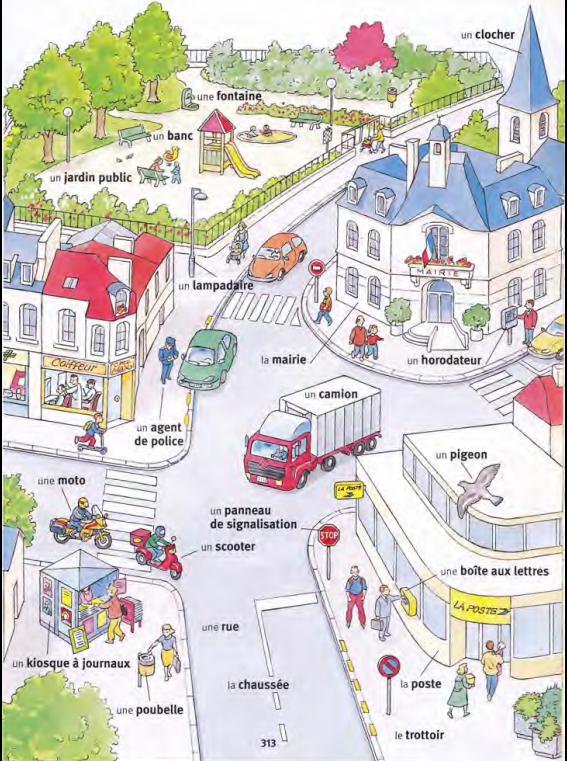 un clocher
une fontaine
un banc
un jardin public
un lampadaire
MAIRIE
la mairie
un horodateur
Coiffeur
un camion
un agent
de police
un pigeon
une moto
LA POSTE
un panneau
de signalisation
STOP
un scooter
une boîte aux lettres
LA POSTE
une rue
un kiosque à journaux
la chaussée
la poste
une poubelle
le trottoir
313